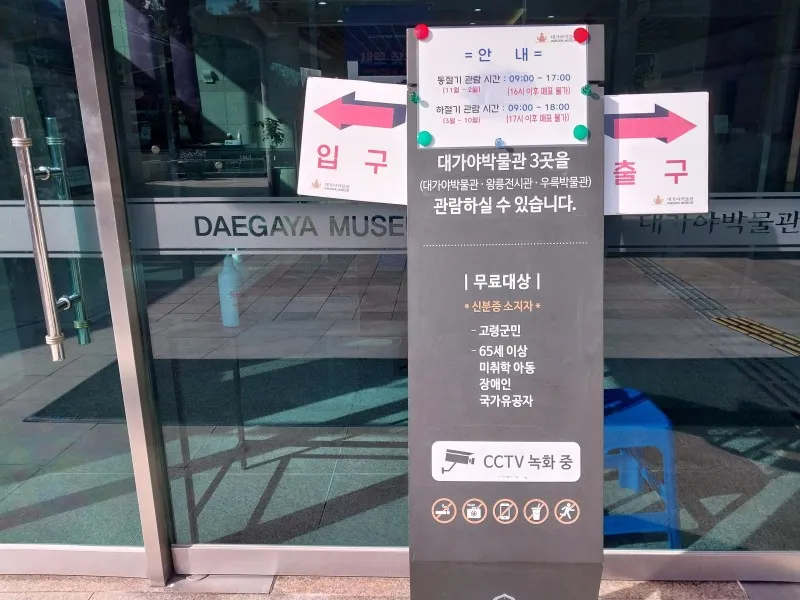 = 안 내 =
동절기 관람 시간 : 09:00 ~ 17:00
(11월 ~ 2월) (16시 이후 매표 불가)
하절기 관람 시간 : 09:00 ~ 18:00
(3월 ~ 10월) (17시 이후 매표 불가)
입 구
출 구
대가야박물관
대가야박물관 3곳을
(대가야박물관 · 왕릉전시관 · 우륵박물관)
관람하실 수 있습니다.
DAEGAYA MUSE
대가야박물관
| 무료대상 |
* 신분증 소지자 *
- 고령군민
- 65세 이상
미취학 아동
장애인
국가유공자
CCTV 녹화 중